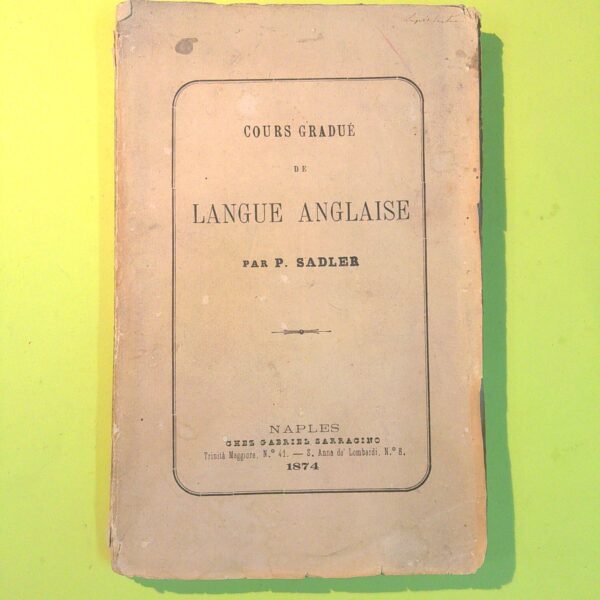 COURS GRADUÉ
DE
LANGUE ANGLAISE
PAR P. SADLER
NAPLES
CHEZ GABRIEL SARRACINO
Trinità Maggiore, N.° 41. — S. Anna de' Lombardi, N.° 8.
1874